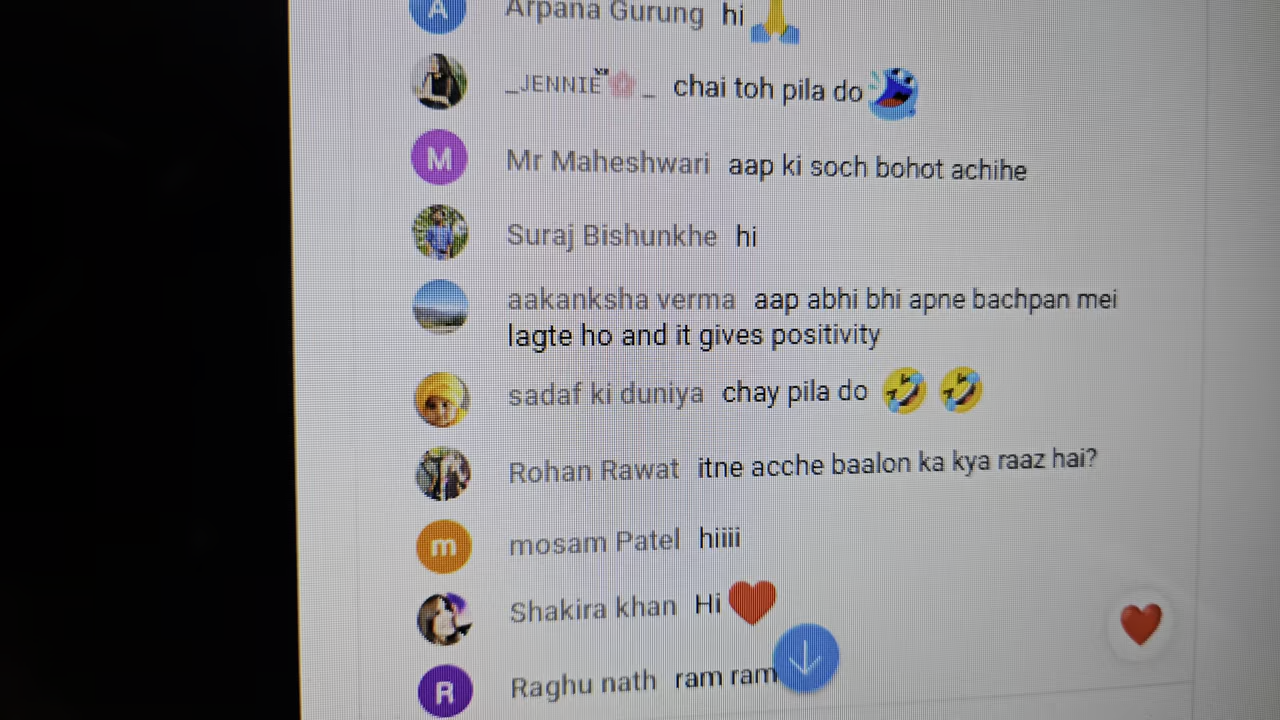 A Arpana Gurung hi 🙏
_JENNIE🌸_ chai toh pila do
M Mr Maheshwari aap ki soch bohot achihe
Suraj Bishunkhe hi
aakanksha verma aap abhi bhi apne bachpan mei
lagte ho and it gives positivity
sadaf ki duniya chay pila do 🤣 🤣
Rohan Rawat itne acche baalon ka kya raaz hai?
m mosam Patel hiiii
Shakira khan Hi ❤️
R Raghu nath ram ram